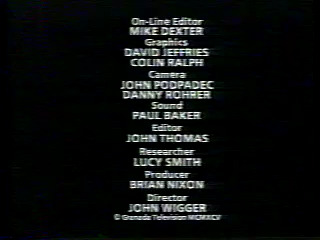 On-Line Editor
MIKE DEXTER
Graphics
DAVID JEFFRIES
COLIN RALPH
Camera
JOHN PODPADEC
DANNY ROHRER
Sound
PAUL BAKER
Editor
JOHN THOMAS
Researcher
LUCY SMITH
Producer
BRIAN NIXON
Director
JOHN WIGGER
© Granada Television MCMXCV